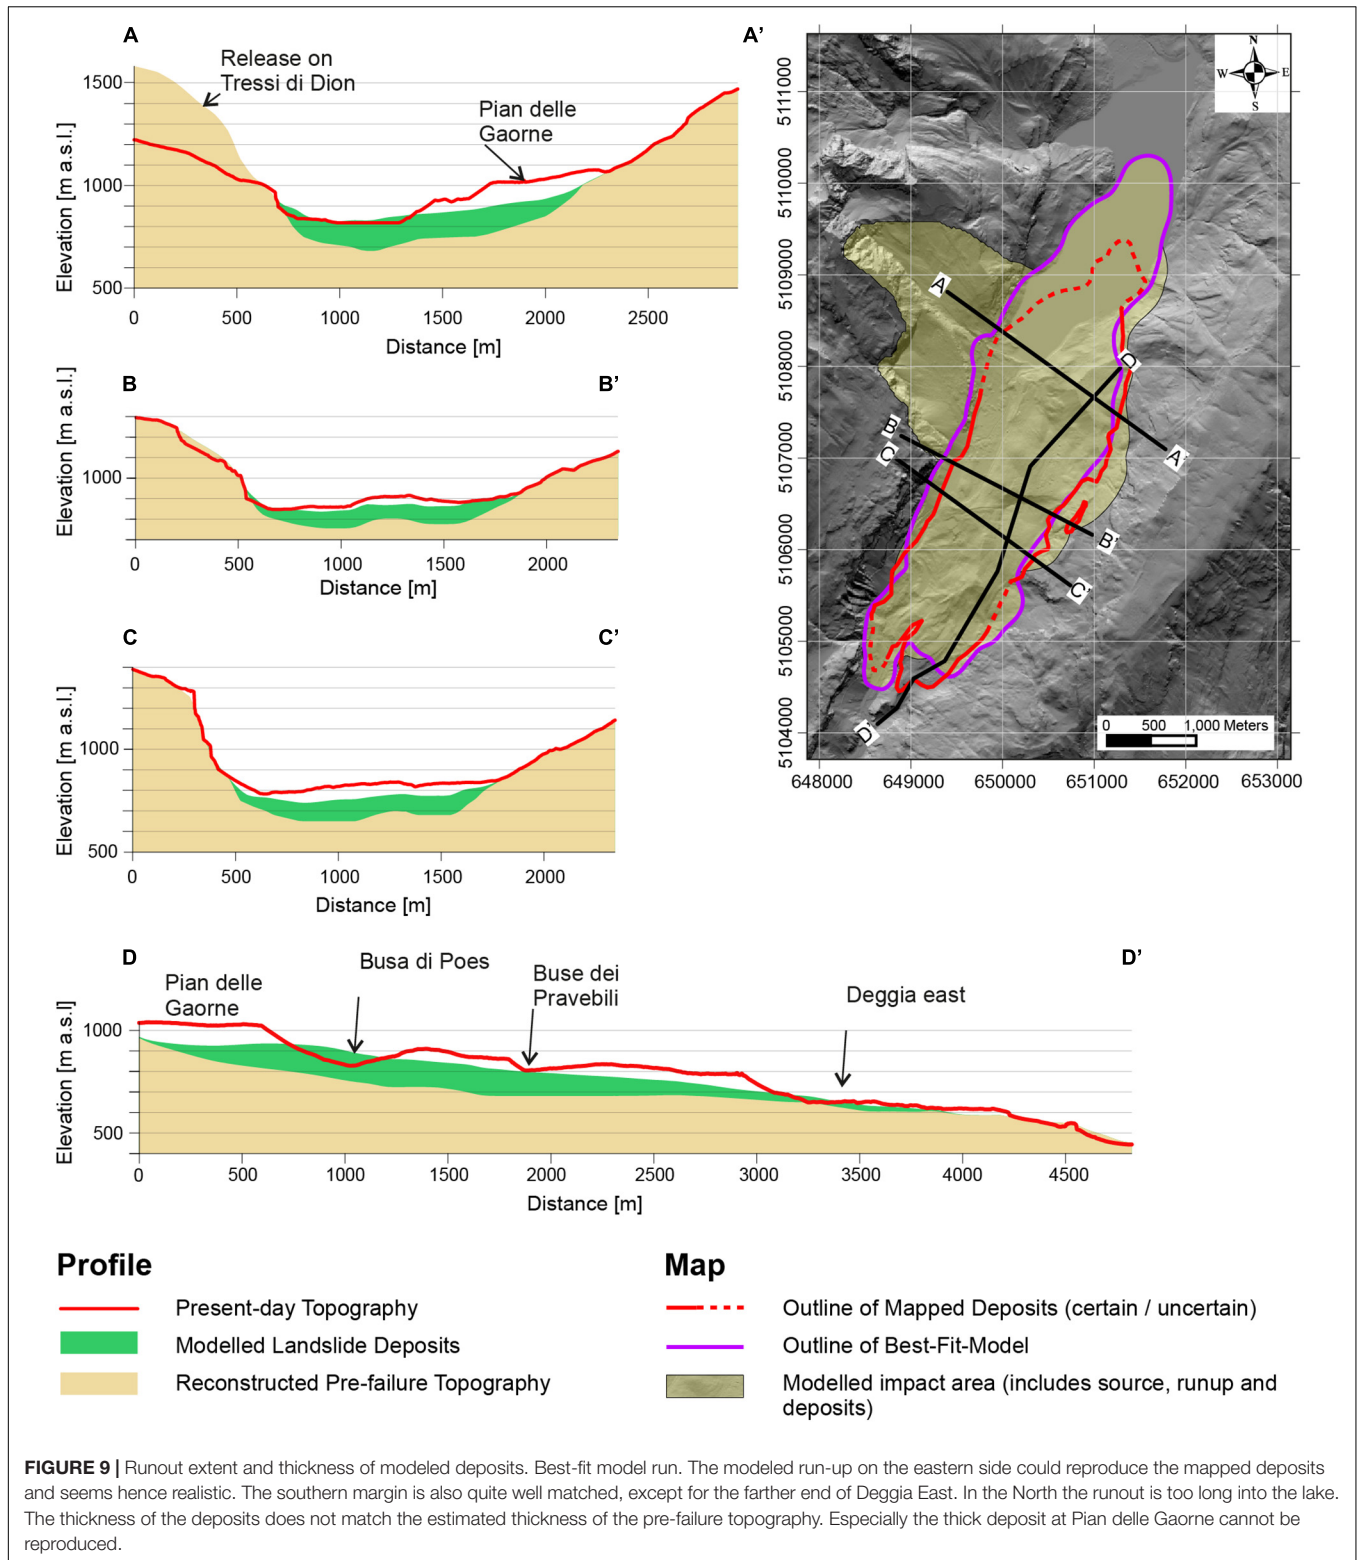 A
A’
Release on
Tressi di Dion
Pian delle
Gaorne
1500
1000
500
Elevation [m a.s.l.]
0 500 1000 1500 2000 2500
Distance [m]
B
B’
Elevation [m a.s.l.]
1000
0 500 1000 1500 2000
Distance [m]
C
C’
Elevation [m a.s.l.]
1000
500
0 500 1000 1500 2000
Distance [m]
N
W E
S
5111000
5110000
5109000
5108000
5107000
5106000
5105000
5104000
A
D
B
C
A'
B'
C'
D'
0 500 1,000 Meters
648000 649000 650000 651000 652000 653000
D
D’
Pian delle
Gaorne
Busa di Poes
Buse dei
Pravebili
Deggia east
Elevation [m a.s.l]
1000
500
0 500 1000 1500 2000 2500 3000 3500 4000 4500
Distance [m]
Profile
Present-day Topography
Modelled Landslide Deposits
Reconstructed Pre-failure Topography
Map
Outline of Mapped Deposits (certain / uncertain)
Outline of Best-Fit-Model
Modelled impact area (includes source, runup and
deposits)
FIGURE 9 | Runout extent and thickness of modeled deposits. Best-fit model run. The modeled run-up on the eastern side could reproduce the mapped deposits
and seems hence realistic. The southern margin is also quite well matched, except for the farther end of Deggia East. In the North the runout is too long into the lake.
The thickness of the deposits does not match the estimated thickness of the pre-failure topography. Especially the thick deposit at Pian delle Gaorne cannot be
reproduced.